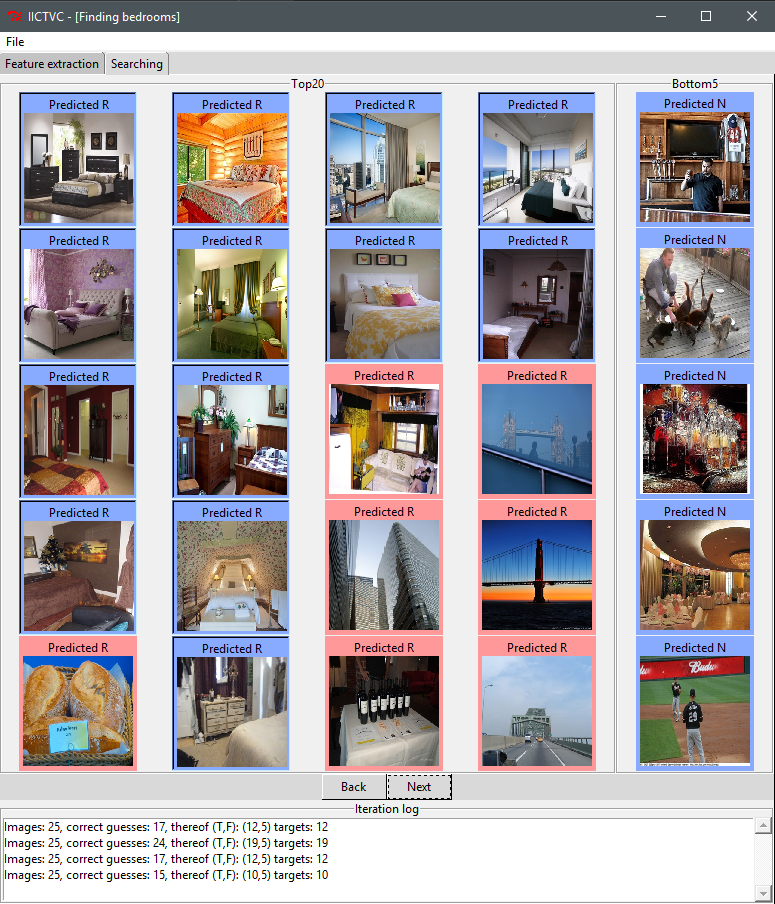 IICTVC - [Finding bedrooms]
File
Feature extraction
Searching
Top20
Bottom5
Predicted R
Predicted R
Predicted R
Predicted R
Predicted N
Predicted R
Predicted R
Predicted R
Predicted R
Predicted N
Predicted R
Predicted R
Predicted R
Predicted R
Predicted N
Predicted R
Predicted R
Predicted R
Predicted R
Predicted N
Predicted R
Predicted R
Predicted R
Predicted R
Predicted N
Budw
29
Back
Next
Iteration log
Images: 25, correct guesses: 17, thereof (T,F): (12,5) targets: 12
Images: 25, correct guesses: 24, thereof (T,F): (19,5) targets: 19
Images: 25, correct guesses: 17, thereof (T,F): (12,5) targets: 12
Images: 25, correct guesses: 15, thereof (T,F): (10,5) targets: 10